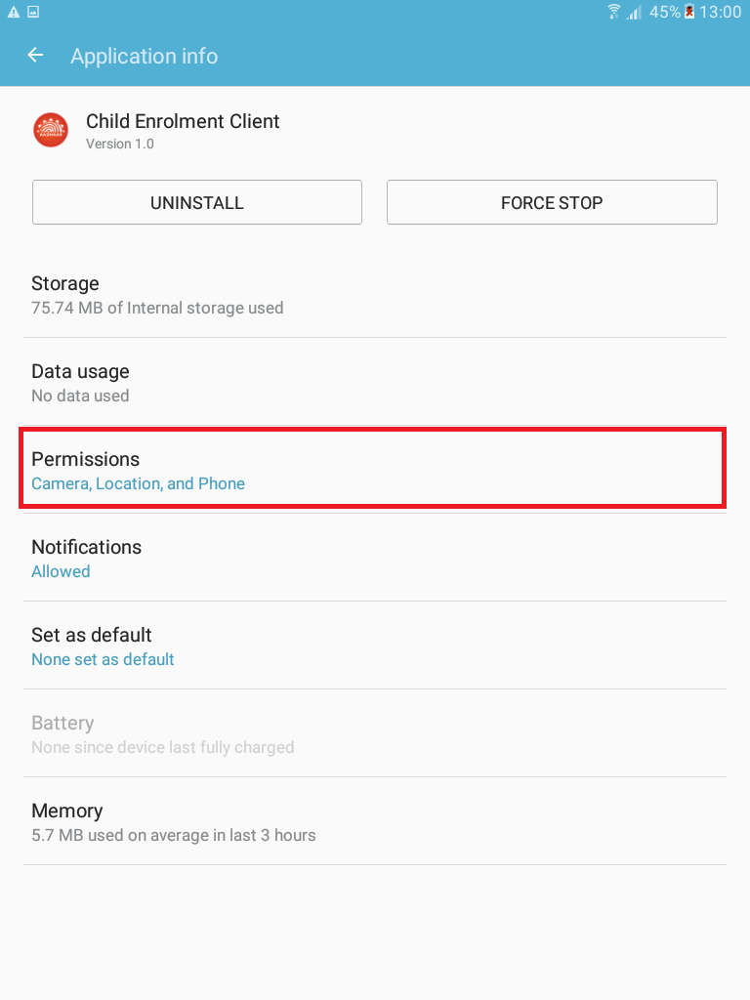 45% 13:00
Application info
AADHAAR
Child Enrolment Client
Version 1.0
UNINSTALL
FORCE STOP
Storage
75.74 MB of Internal storage used
Data usage
No data used
Permissions
Camera, Location, and Phone
Notifications
Allowed
Set as default
None set as default
Battery
None since device last fully charged
Memory
5.7 MB used on average in last 3 hours